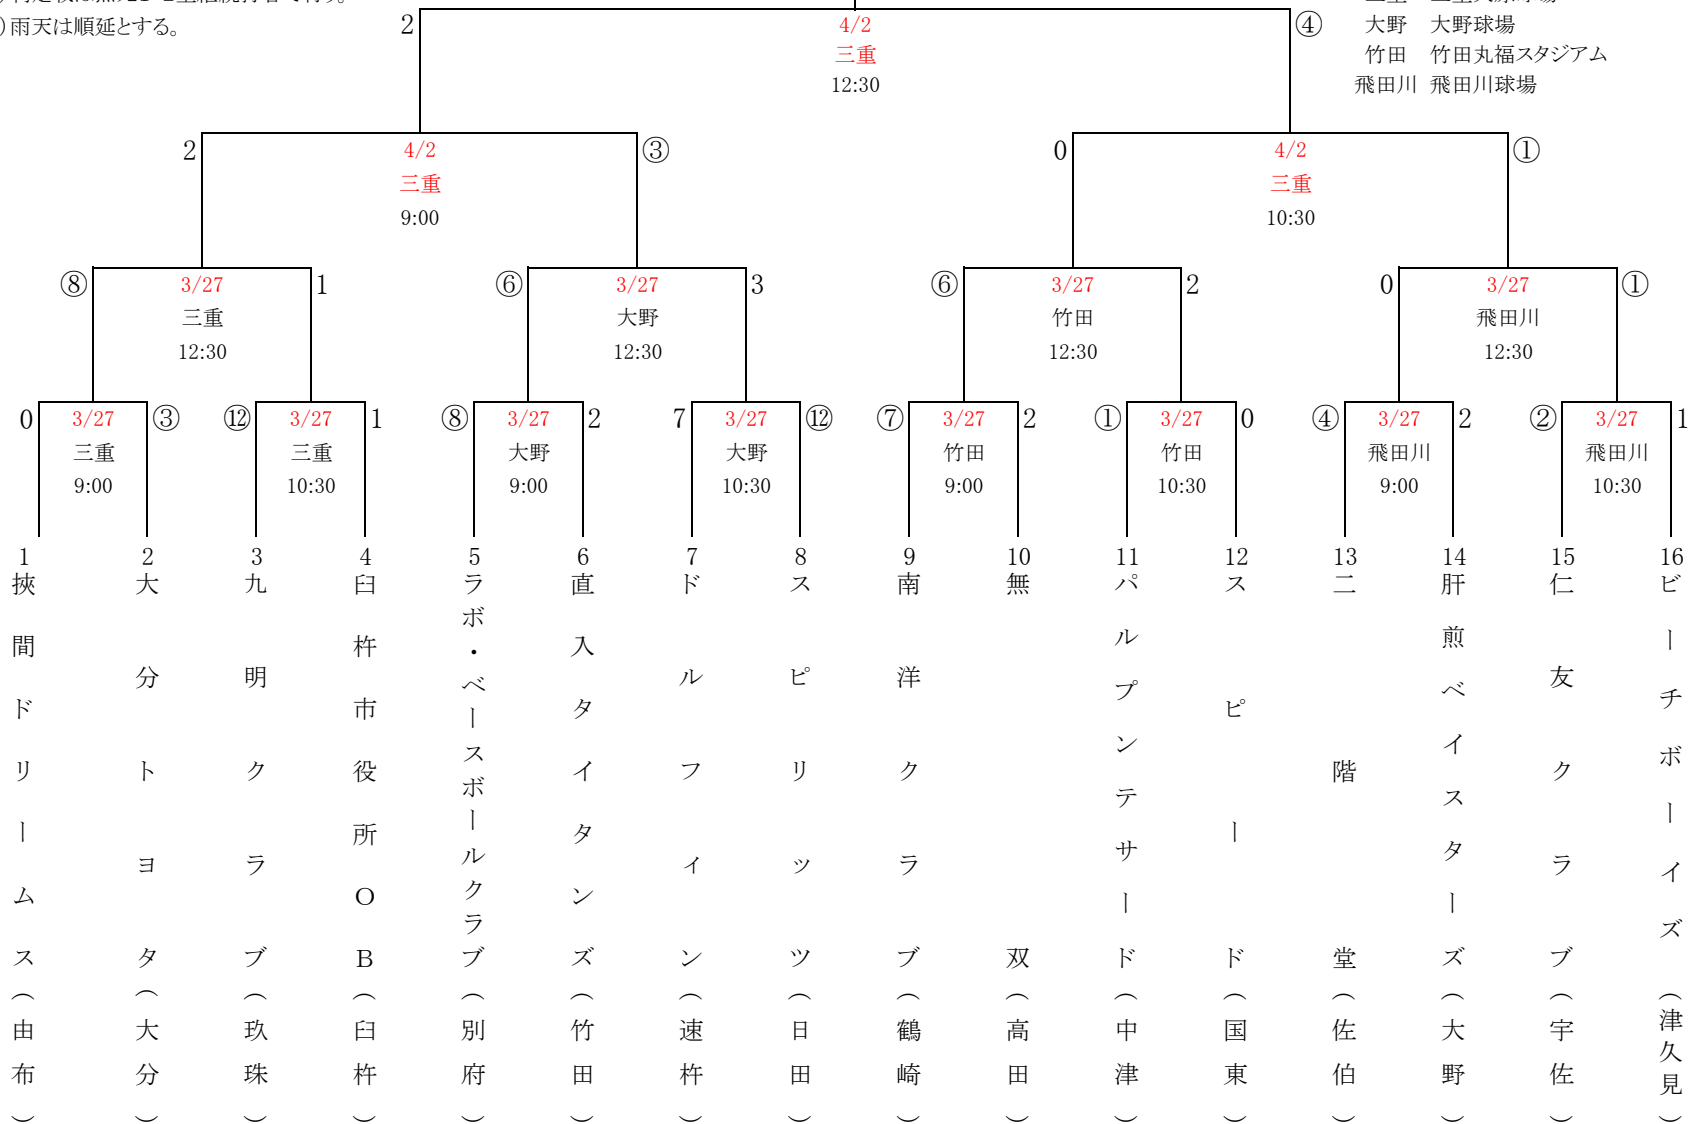 )雨天は順延とする。
大野 大野球場
竹田 竹田丸福スタジアム
飛田川 飛田川球場
2 4/2 ④
三重
12:30
2 4/2 ③ 0 4/2 ①
三重 三重
9:00 10:30
⑧ 3/27 1 ⑥ 3/27 3 ⑥ 3/27 2 0 3/27 ①
三重 大野 竹田 飛田川
12:30 12:30 12:30 12:30
0 3/27 ③ ⑫ 3/27 1 ⑧ 3/27 2 7 3/27 ⑫ ⑦ 3/27 2 ① 3/27 0 ④ 3/27 2 ② 3/27 1
三重 三重 大野 大野 竹田 竹田 飛田川 飛田川
9:00 10:30 9:00 10:30 9:00 10:30 9:00 10:30
1 挾間ドリームス(由布)
2 大分トヨタ(大分)
3 九明クラブ(玖珠)
4 臼杵市役所OB(臼杵)
5 ラボ・ベースボールクラブ(別府)
6 直入タイタンズ(竹田)
7 ドルフィン(速杵)
8 スピリッツ(日田)
9 南洋クラブ(鶴崎)
10 無双(高田)
11 パルプンテサード(中津)
12 スピード(国東)
13 二階堂(佐伯)
14 肝煎ベイスターズ(大野)
15 仁友クラブ(宇佐)
16 ビーチボーイズ(津久見)